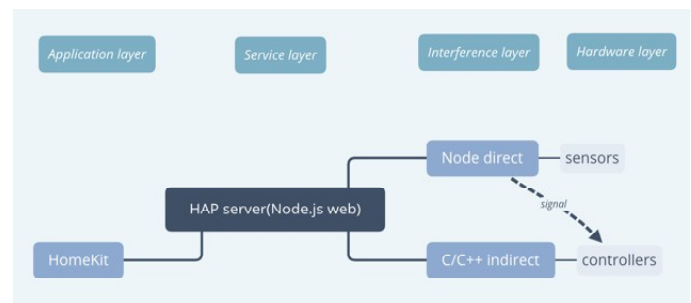 Application layer
Service layer
Interference layer
Hardware layer
Node direct
sensors
signal
HAP server(Node.js web)
HomeKit
C/C++ indirect
controllers